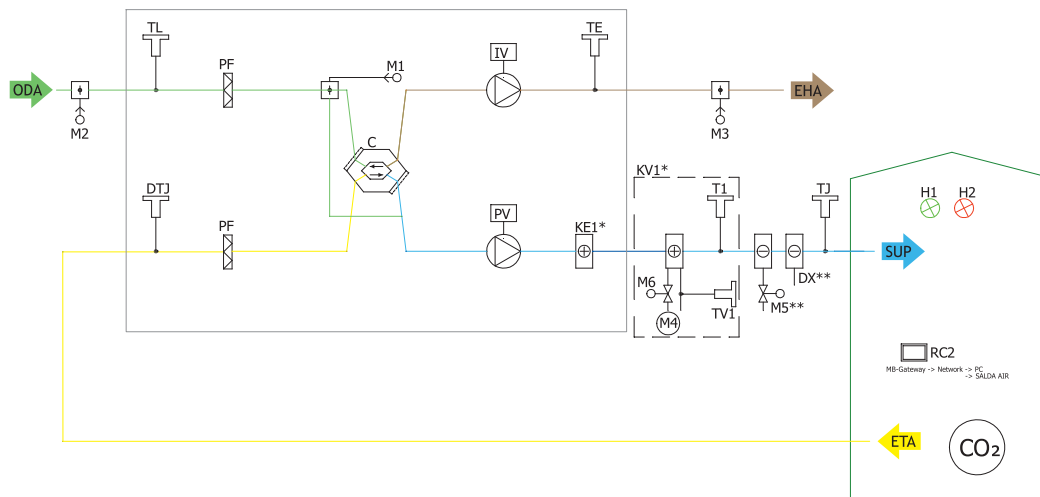 TL
TE
PF
IV
M1
ODA
EHA
M2
M3
C
KV1*
DTJ
T1
TJ
H1
H2
PF
PV
KE1*
SUP
M6
DX**
M5**
TV1
M4
RC2
MB-Gateway -> Network -> PC
-> SALDA AIR
ETA
CO2